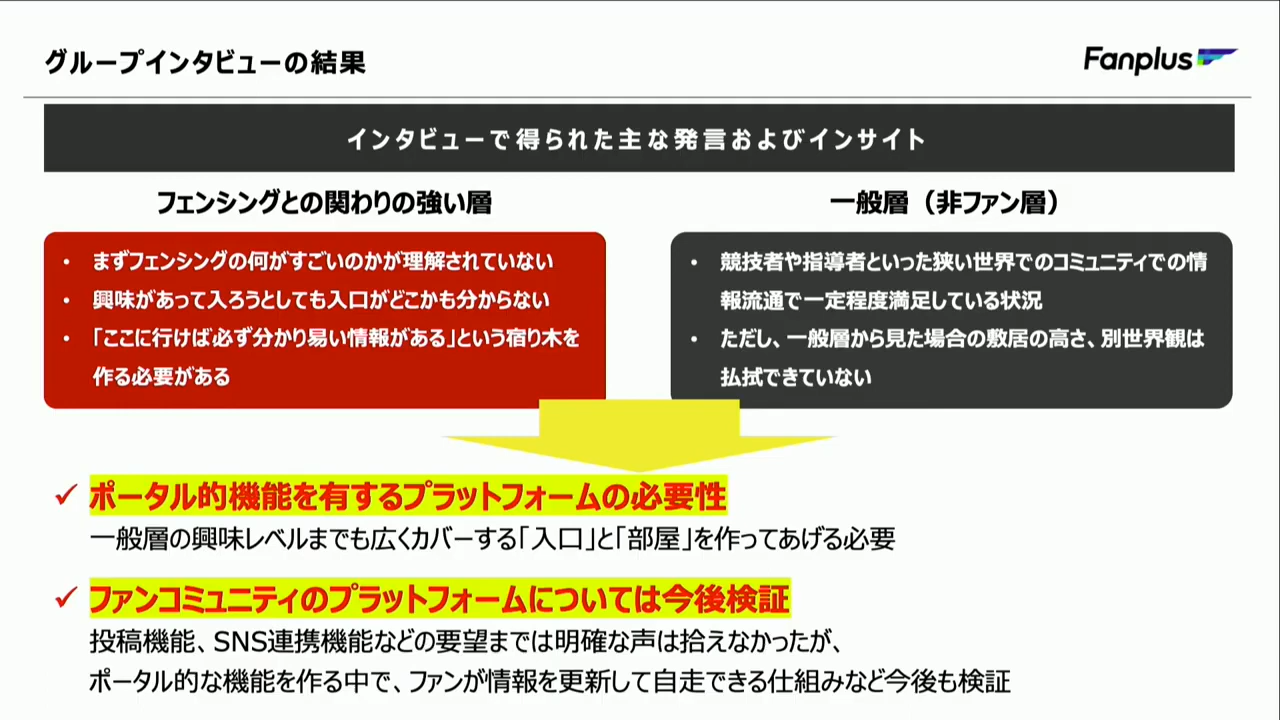 グループインタビューの結果
Fanplus
インタビューで得られた主な発言およびインサイト
フェンシングとの関わりの強い層
• まずフェンシングの何がすごいのかが理解されていない
• 興味があって入ろうとしても入口がどこかも分からない
• 「ここに行けば必ず分かり易い情報がある」という宿り木を
作る必要がある
一般層（非ファン層）
• 競技者や指導者といった狭い世界でのコミュニティでの情
報流通で一定程度満足している状況
• ただし、一般層から見た場合の敷居の高さ、別世界観は
払拭できていない
✓ ポータル的機能を有するプラットフォームの必要性
一般層の興味レベルまでも広くカバーする「入口」と「部屋」を作ってあげる必要
✓ ファンコミュニティのプラットフォームについては今後検証
投稿機能、SNS連携機能などの要望までは明確な声は拾えなかったが、
ポータル的な機能を作る中で、ファンが情報を更新して自走できる仕組みなど今後も検証